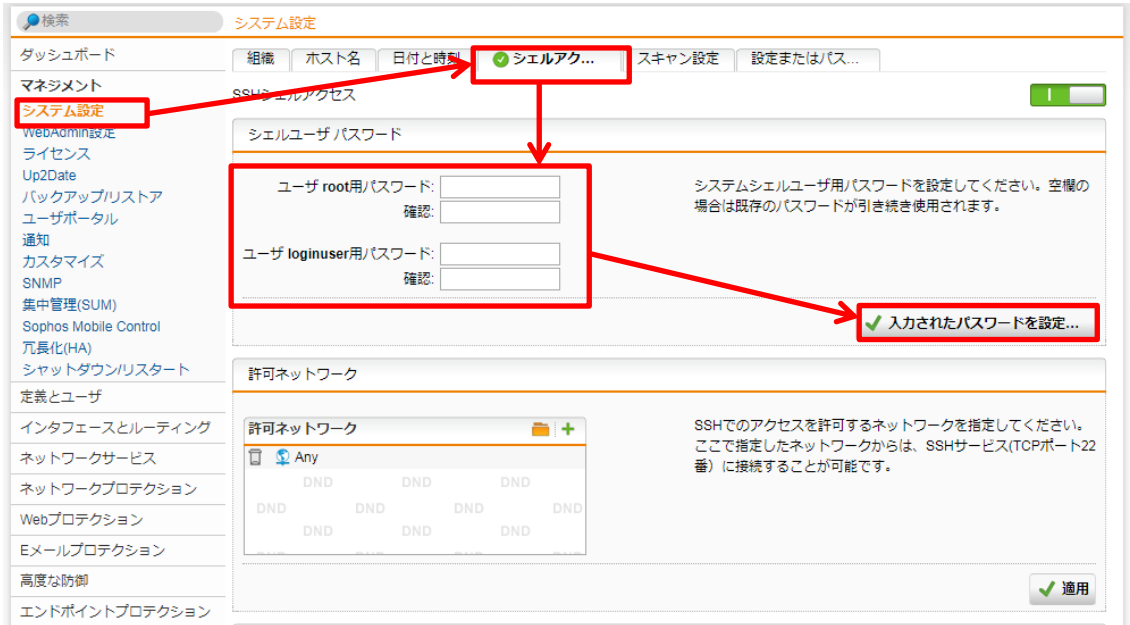 検索
システム設定
ダッシュボード
マネジメント
システム設定
WebAdmin設定
ライセンス
Up2Date
バックアップ/リストア
ユーザポータル
通知
カスタマイズ
SNMP
集中管理(SUM)
Sophos Mobile Control
冗長化(HA)
シャットダウン/リスタート
定義とユーザ
インタフェースとルーティング
ネットワークサービス
ネットワークプロテクション
Webプロテクション
Eメールプロテクション
高度な防御
エンドポイントプロテクション
組織 ホスト名 日付と時刻 シェルアク... スキャン設定 設定またはパス...
SSHシェルアクセス
シェルユーザ パスワード
ユーザ root用パスワード:
確認:
ユーザ loginuser用パスワード:
確認:
システムシェルユーザ用パスワードを設定してください。空欄の
場合は既存のパスワードが引き続き使用されます。
入力されたパスワードを設定...
許可ネットワーク
許可ネットワーク
Any
DND DND DND
DND DND DND DND
DND DND DND
SSHでのアクセスを許可するネットワークを指定してください。
ここで指定したネットワークからは、SSHサービス(TCPポート22
番）に接続することが可能です。
適用